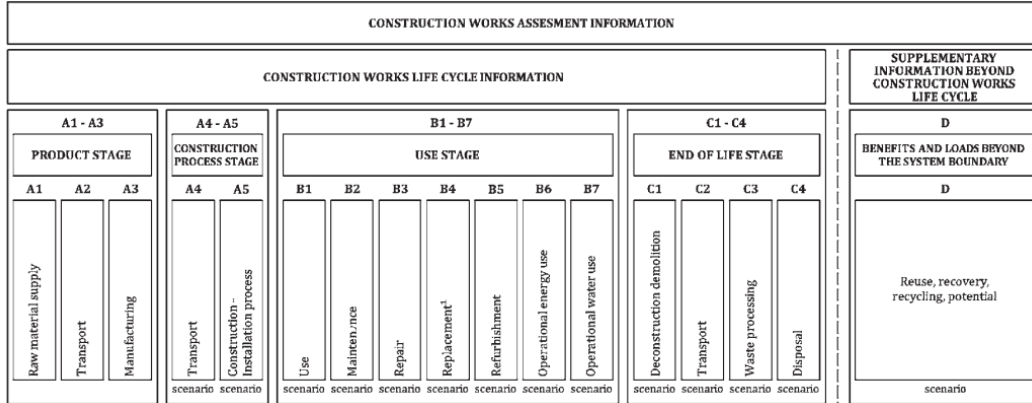 CONSTRUCTION WORKS ASSESMENT INFORMATION
CONSTRUCTION WORKS LIFE CYCLE INFORMATION
SUPPLEMENTARY
INFORMATION BEYOND
CONSTRUCTION WORKS
LIFE CYCLE
A1 - A3
PRODUCT STAGE
A1
A2
A3
Raw material supply
Transport
Manufacturing
A4 - A5
CONSTRUCTION
PROCESS STAGE
A4
A5
Transport
Construction -
Installation process
scenario
scenario
B1 - B7
USE STAGE
B1
B2
B3
B4
B5
B6
B7
Use
Maintenance
Repair
Replacement¹
Refurbishment
Operational energy use
Operational water use
scenario
scenario
scenario
scenario
scenario
scenario
scenario
C1 - C4
END OF LIFE STAGE
C1
C2
C3
C4
Deconstruction demolition
Transport
Waste processing
Disposal
scenario
scenario
scenario
scenario
D
BENEFITS AND LOADS BEYOND
THE SYSTEM BOUNDARY
D
Reuse, recovery,
recycling, potential
scenario